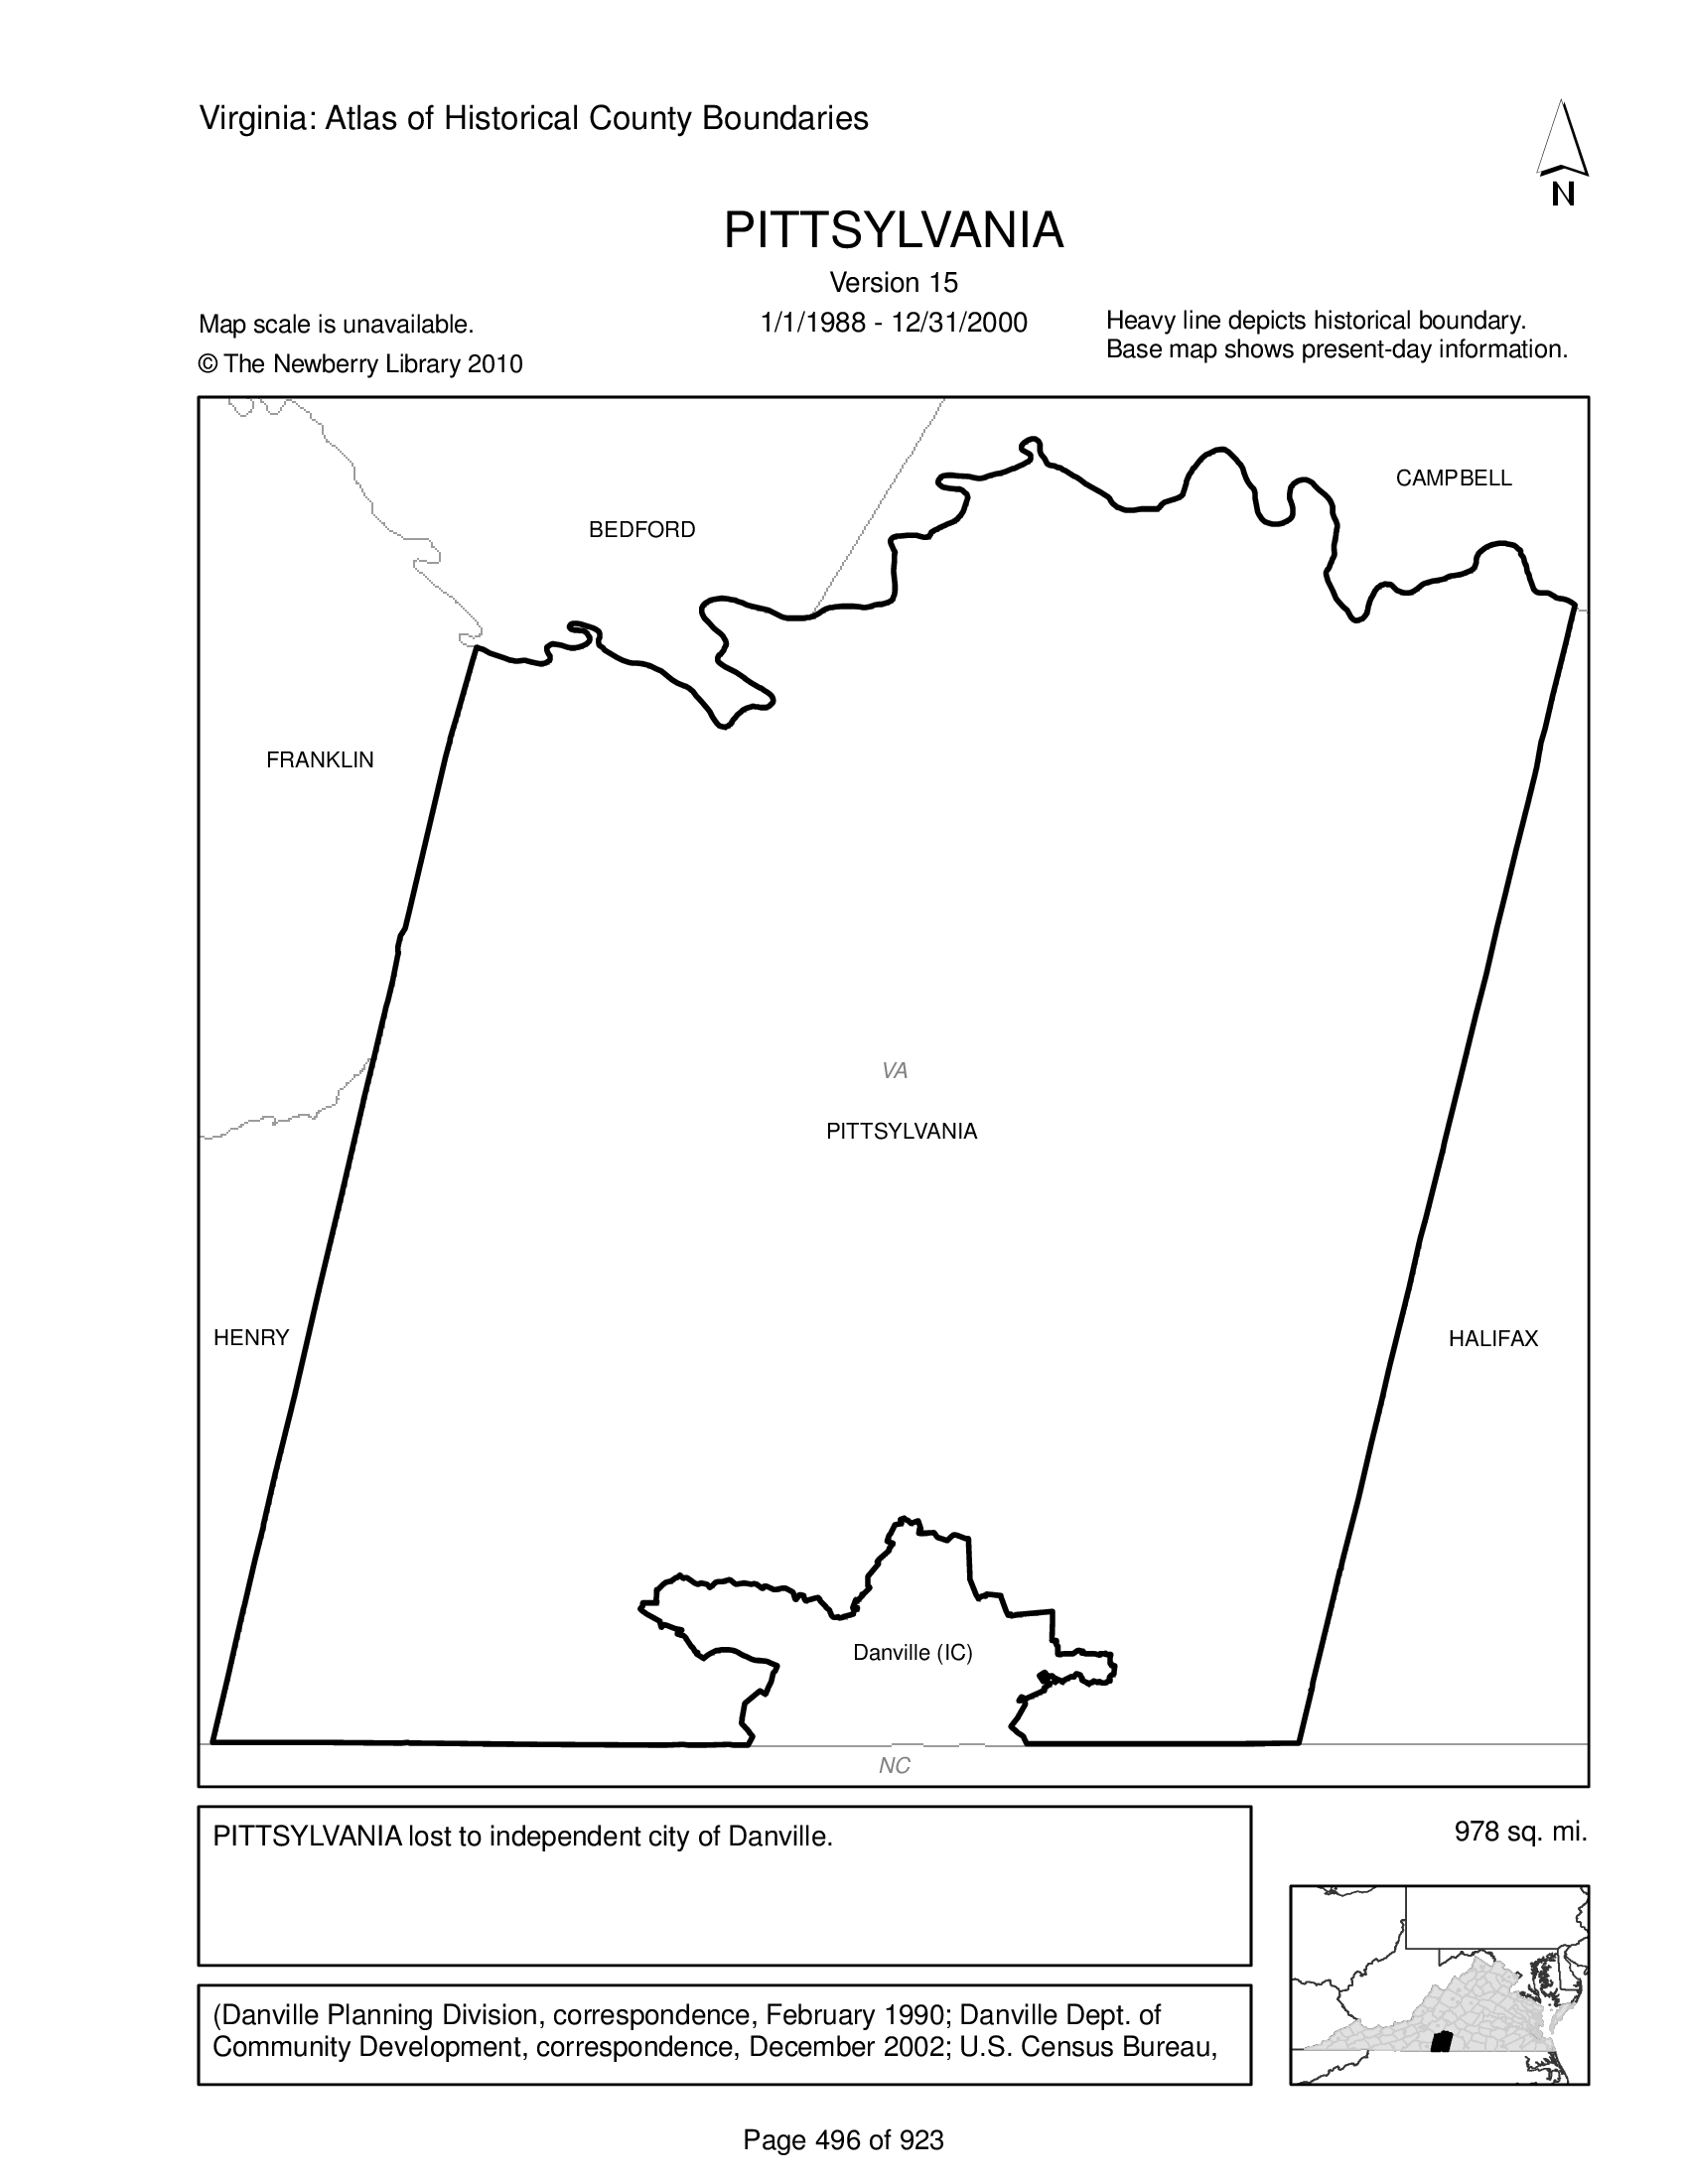 Virginia: Atlas of Historical County Boundaries
N
PITTSYLVANIA
Version 15
1/1/1988 - 12/31/2000
Map scale is unavailable.
© The Newberry Library 2010
Heavy line depicts historical boundary.
Base map shows present-day information.
CAMPBELL
BEDFORD
FRANKLIN
VA
PITTSYLVANIA
HENRY
HALIFAX
Danville (IC)
NC
PITTSYLVANIA lost to independent city of Danville.
978 sq. mi.
(Danville Planning Division, correspondence, February 1990; Danville Dept. of
Community Development, correspondence, December 2002; U.S. Census Bureau,
Page 496 of 923